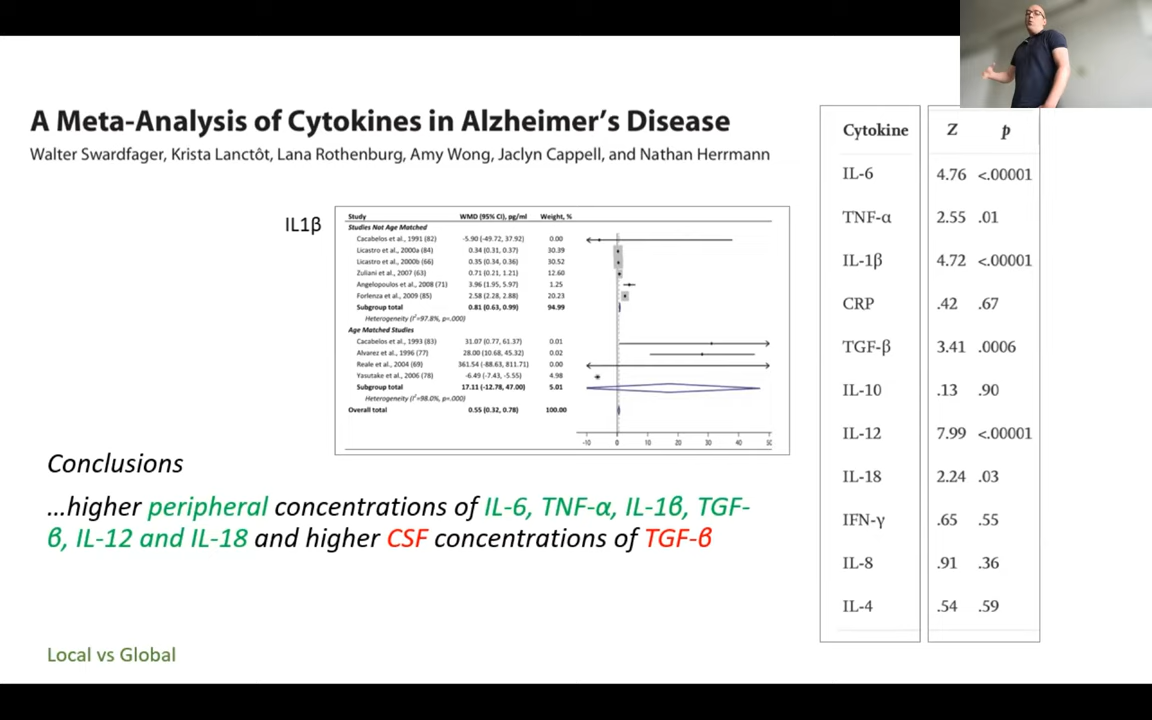 A Meta-Analysis of Cytokines in Alzheimer's Disease
Walter Swardfager, Krista Lanctôt, Lana Rothenburg, Amy Wong, Jaclyn Cappell, and Nathan Herrmann
IL1β
Study WMD (95% CI), pg/ml Weight, %
Studies Not Age Matched
Cacabelos et al., 1991 (82) -5.90 (-49.72, 37.92) 0.00
Licastro et al., 2000a (84) 0.34 (0.31, 0.37) 30.39
Licastro et al., 2000b (66) 0.35 (0.34, 0.36) 30.52
Zuliani et al., 2007 (63) 0.71 (0.21, 1.21) 12.60
Angelopoulos et al., 2008 (71) 3.96 (1.95, 5.97) 1.25
Forlenza et al., 2009 (85) 2.58 (2.28, 2.88) 20.23
Subgroup total 0.81 (0.63, 0.99) 94.99
Heterogeneity (I²=97.8%, p=.000)
Age Matched Studies
Cacabelos et al., 1993 (83) 31.07 (0.77, 61.37) 0.01
Alvarez et al., 1996 (77) 28.00 (10.68, 45.32) 0.02
Reale et al., 2004 (69) 361.54 (-88.63, 811.71) 0.00
Yasutake et al., 2006 (78) -6.49 (-7.43, -5.55) 4.98
Subgroup total 17.11 (-12.78, 47.00) 5.01
Heterogeneity (I²=98.0%, p=.000)
Overall total 0.55 (0.32, 0.78) 100.00
-10 0 10 20 30 40
Conclusions
...higher peripheral concentrations of IL-6, TNF-α, IL-1β, TGF-
β, IL-12 and IL-18 and higher CSF concentrations of TGF-β
Local vs Global
Cytokine Z p
IL-6 4.76 <.00001
TNF-α 2.55 .01
IL-1β 4.72 <.00001
CRP .42 .67
TGF-β 3.41 .0006
IL-10 .13 .90
IL-12 7.99 <.00001
IL-18 2.24 .03
IFN-γ .65 .55
IL-8 .91 .36
IL-4 .54 .59